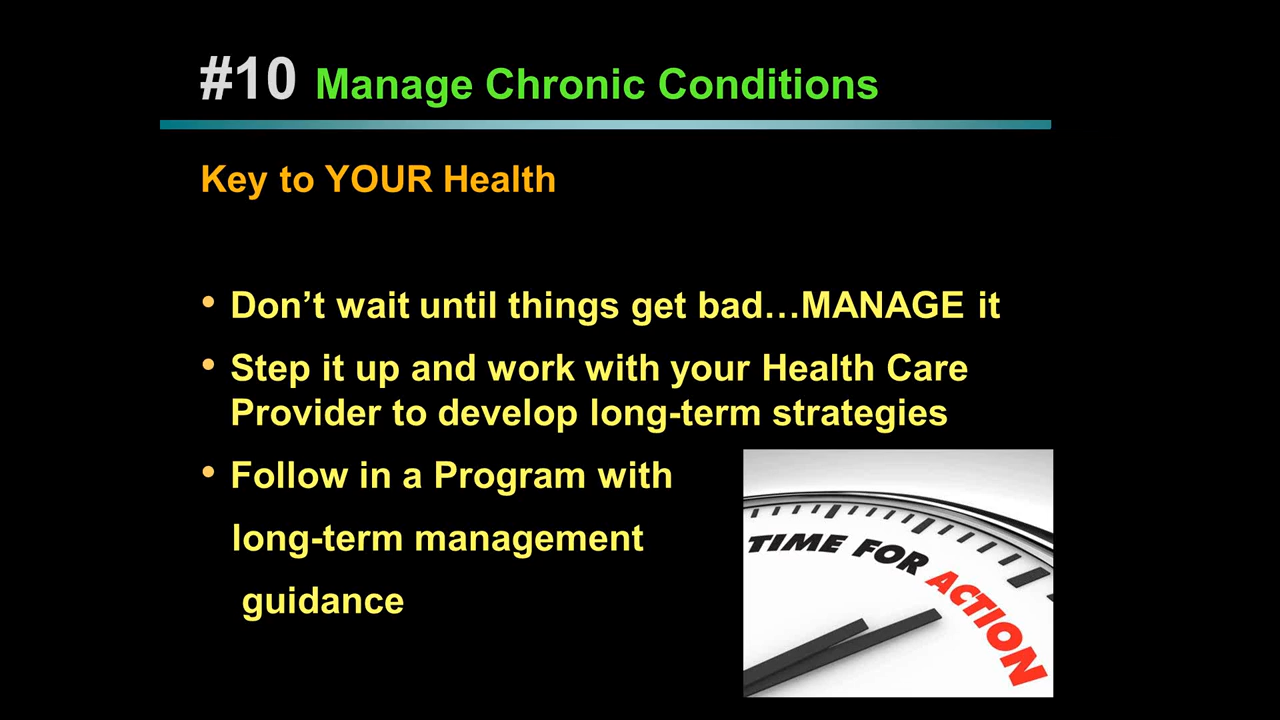 #10 Manage Chronic Conditions
Key to YOUR Health
• Don’t wait until things get bad…MANAGE it
• Step it up and work with your Health Care
Provider to develop long-term strategies
• Follow in a Program with
long-term management
guidance
TIME FOR ACTION